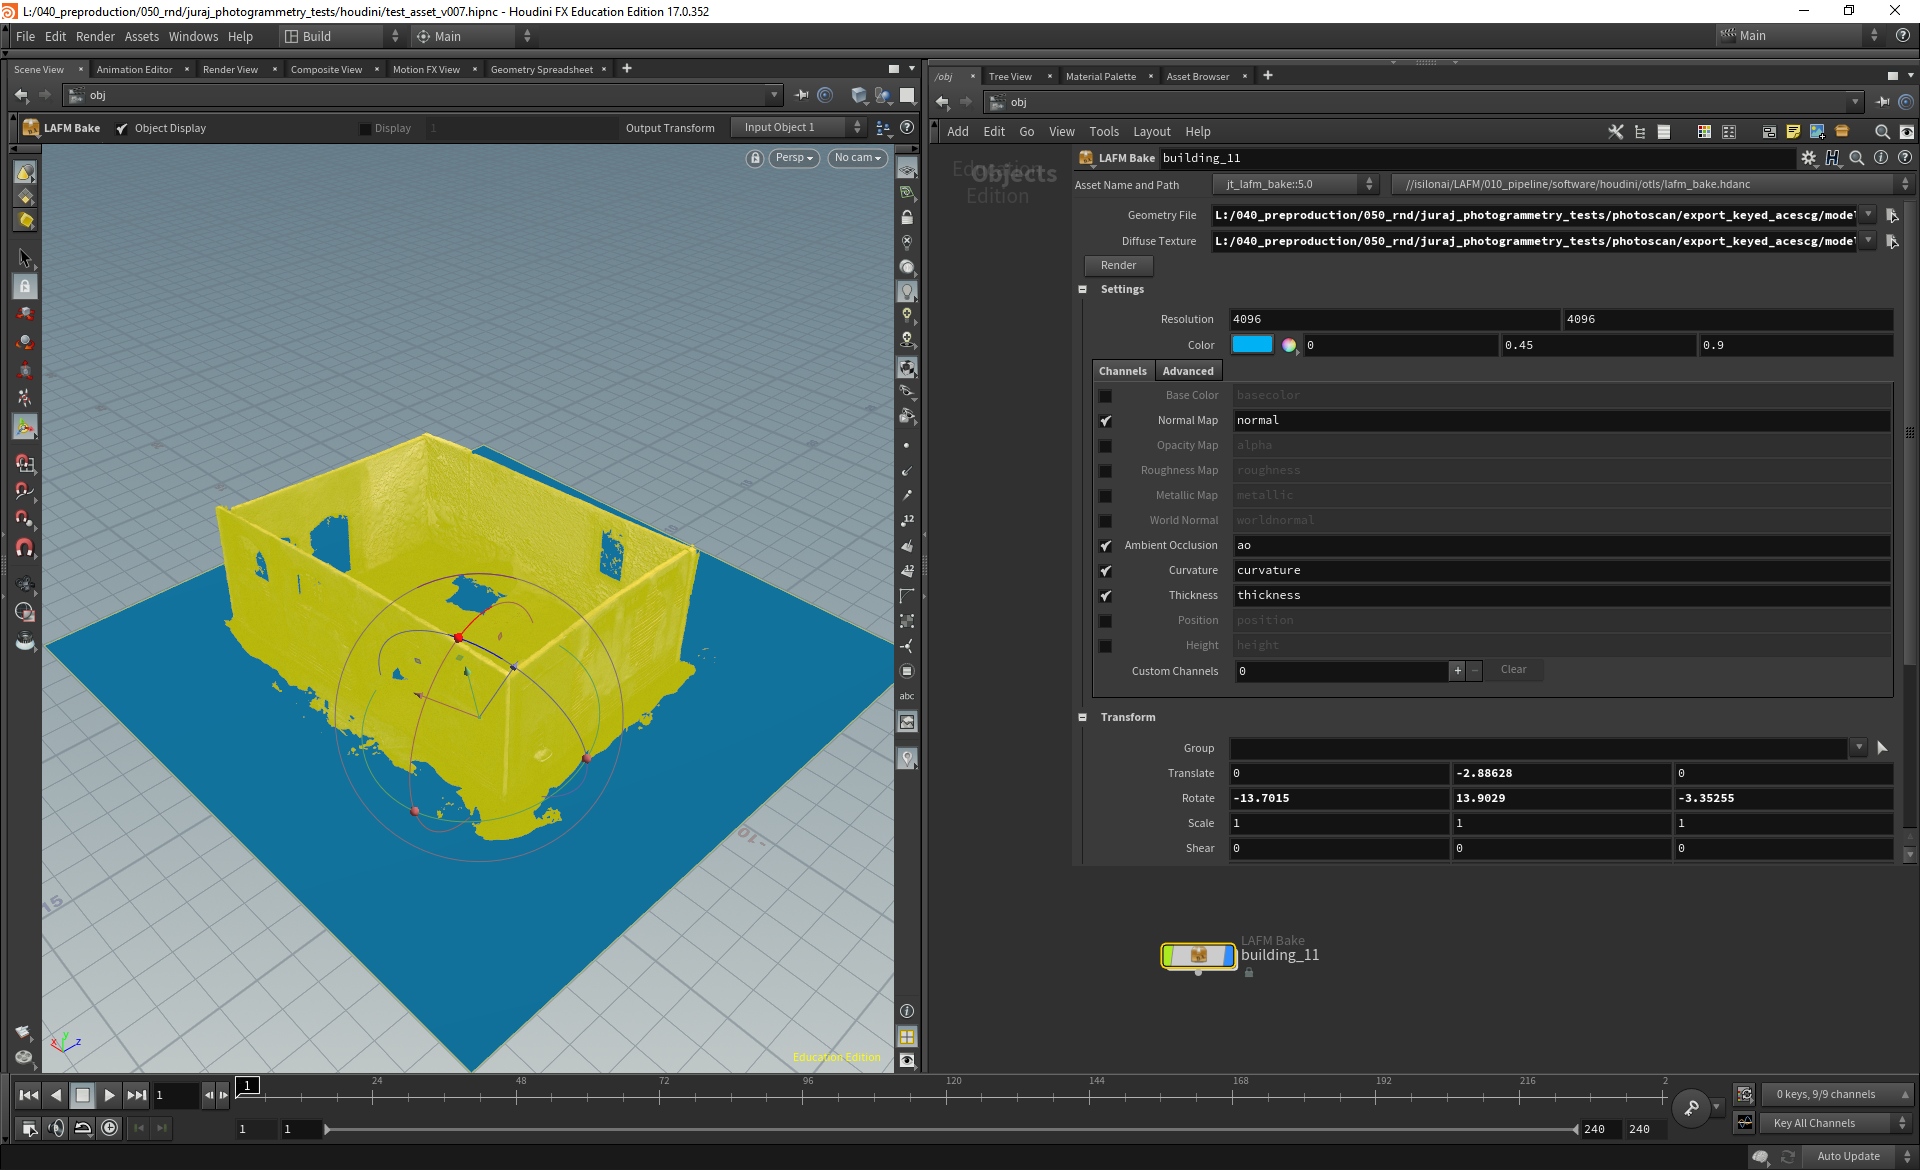 L:/040_preproduction/050_rnd/juraj_photogrammetry_tests/houdini/test_asset_v007.hipnc - Houdini FX Education Edition 17.0.352
File Edit Render Assets Windows Help Build Main Main
Scene View Animation Editor Render View Composite View Motion FX View Geometry Spreadsheet
obj
LAFM Bake Object Display Display 1 Output Transform Input Object 1
Persp No cam
12
12
abc
-10
15
x y z
Education Edition
/obj Tree View Material Palette Asset Browser
obj
Add Edit Go View Tools Layout Help
Education Edition
Objects
LAFM Bake building_11
Asset Name and Path jt_lafm_bake::5.0 //isilonai/LAFM/010_pipeline/software/houdini/otls/lafm_bake.hdanc
Geometry File L:/040_preproduction/050_rnd/juraj_photogrammetry_tests/photoscan/export_keyed_acescg/model
Diffuse Texture L:/040_preproduction/050_rnd/juraj_photogrammetry_tests/photoscan/export_keyed_acescg/model
Render
Settings
Resolution 4096 4096
Color 0 0.45 0.9
Channels Advanced
Base Color basecolor
Normal Map normal
Opacity Map alpha
Roughness Map roughness
Metallic Map metallic
World Normal worldnormal
Ambient Occlusion ao
Curvature curvature
Thickness thickness
Position position
Height height
Custom Channels 0 + - Clear
Transform
Group
Translate 0 -2.88628 0
Rotate -13.7015 13.9029 -3.35255
Scale 1 1 1
Shear 0 0 0
LAFM Bake
building_11
1 1 24 48 72 96 120 144 168 192 216 2
0 keys, 9/9 channels
1 1 240 240
Key All Channels
Auto Update